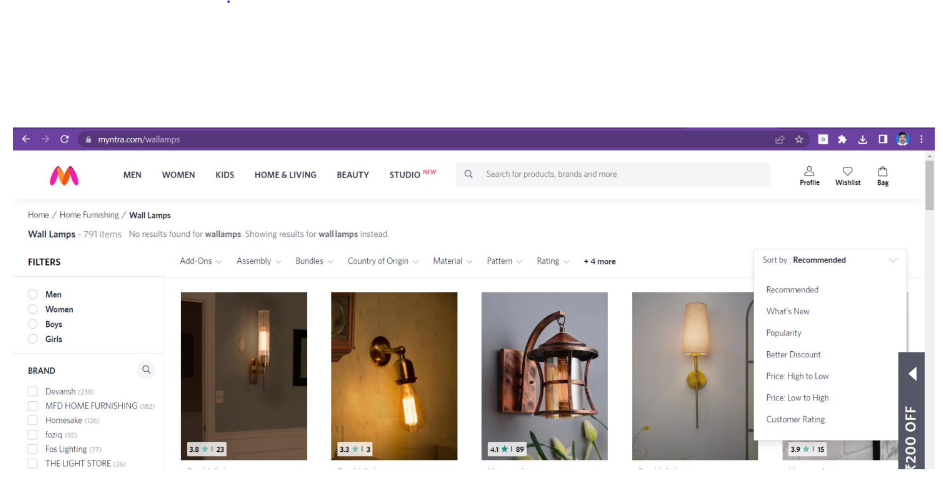 myntra.com/wallamps
MEN WOMEN KIDS HOME & LIVING BEAUTY STUDIO NEW
Search for products, brands and more
Profile Wishlist Bag
Home / Home Furnishing / Wall Lamps
Wall Lamps - 791 items No results found for wallamps. Showing results for wall lamps instead.
FILTERS
Add-Ons Assembly Bundles Country of Origin Material Pattern Rating + 4 more
Sort by : Recommended
Recommended
What's New
Popularity
Better Discount
Price: High to Low
Price: Low to High
Customer Rating
Men
Women
Boys
Girls
BRAND
Devansh (238)
MFD HOME FURNISHING (182)
Homesake (126)
foziq (92)
Fos Lighting (77)
THE LIGHT STORE (26)
3.8 ★ | 23
3.3 ★ | 3
4.1 ★ | 89
3.9 ★ | 15
₹200 OFF